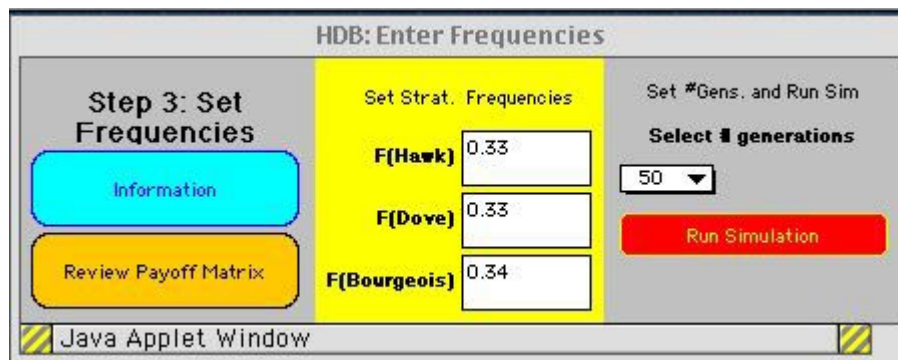 HDB: Enter Frequencies
Step 3: Set
Frequencies
Information
Review Payoff Matrix
Set Strat. Frequencies
F(Hawk) 0.33
F(Dove) 0.33
F(Bourgeois) 0.34
Set #Gens. and Run Sim
Select # generations
50
Run Simulation
Java Applet Window